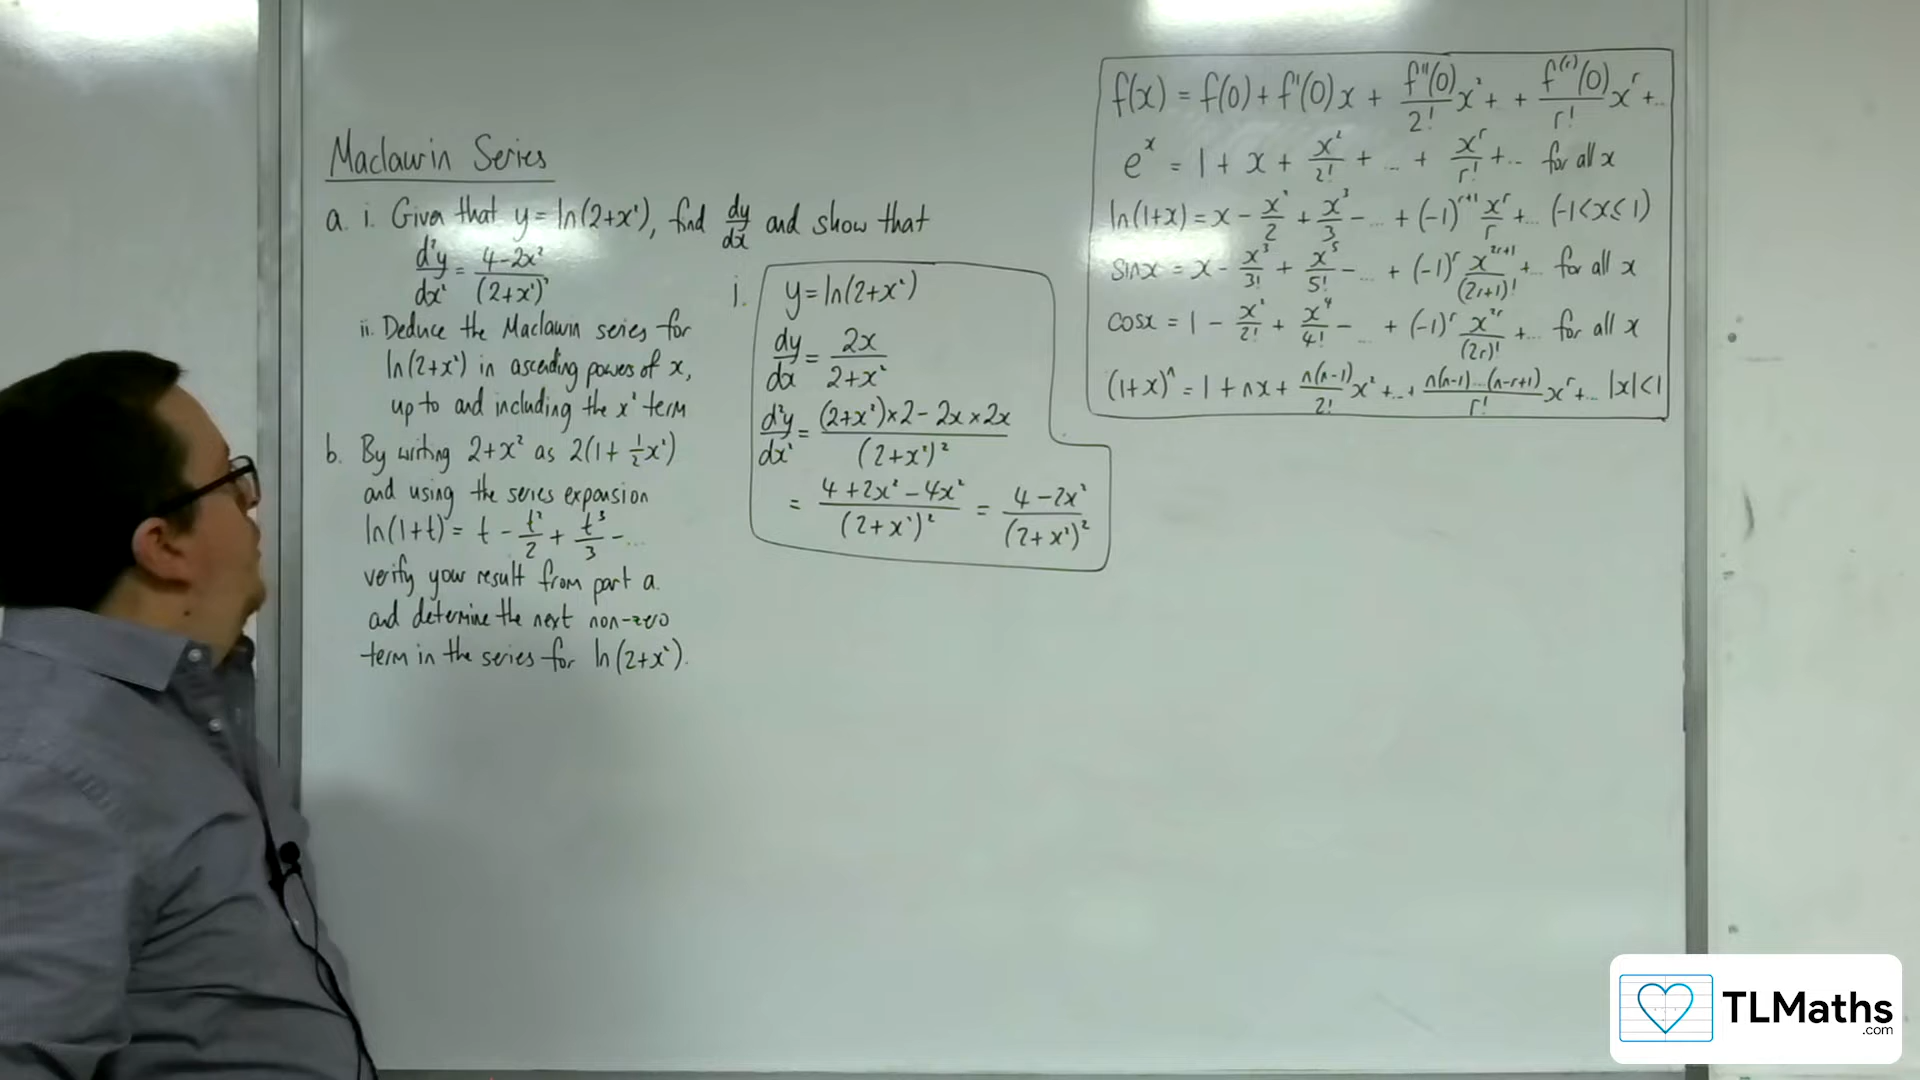 Maclaurin Series
a. i. Given that y = ln(2+x²), find dy/dx and show that
d²y/dx² = (4-2x²)/(2+x²)²
ii. Deduce the Maclaurin series for
ln(2+x²) in ascending powers of x,
up to and including the x² term
b. By writing 2+x² as 2(1+½x²)
and using the series expansion
ln(1+t) = t - t²/2 + t³/3 - ...
verify your result from part a.
and determine the next non-zero
term in the series for ln(2+x²).
i. y = ln(2+x²)
dy/dx = 2x/(2+x²)
d²y/dx² = ((2+x²)×2 - 2x×2x)/(2+x²)²
= (4+2x²-4x²)/(2+x²)² = (4-2x²)/(2+x²)²
f(x) = f(0) + f'(0)x + f''(0)/2! x² + + f⁽ʳ⁾(0)/r! xʳ + ...
eˣ = 1 + x + x²/2! + ... + xʳ/r! + ... for all x
ln(1+x) = x - x²/2 + x³/3 - ... + (-1)ʳ⁺¹ xʳ/r + ... (-1<x≤1)
sinx = x - x³/3! + x⁵/5! - ... + (-1)ʳ x²ʳ⁺¹/(2r+1)! + ... for all x
cosx = 1 - x²/2! + x⁴/4! - ... + (-1)ʳ x²ʳ/(2r)! + ... for all x
(1+x)ⁿ = 1 + nx + n(n-1)/2! x² + ... + n(n-1)...(n-r+1)/r! xʳ + ... |x|<1
TLMaths
.com